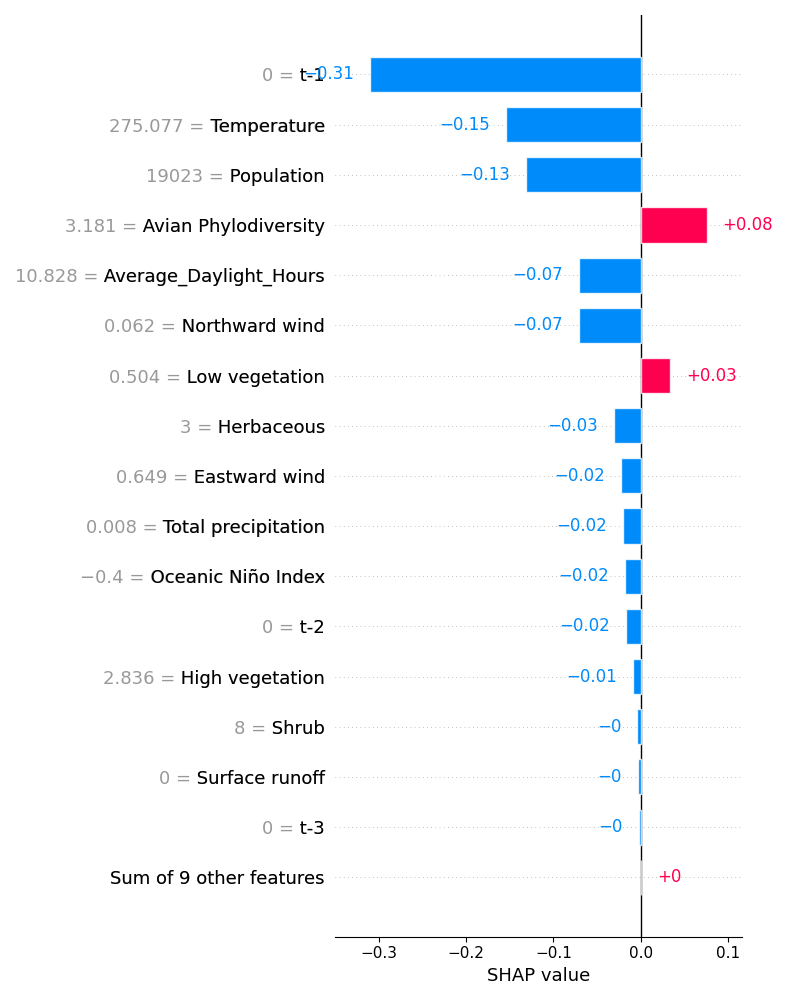 0 = t-1 −0.31
275.077 = Temperature −0.15
19023 = Population −0.13
3.181 = Avian Phylodiversity +0.08
10.828 = Average_Daylight_Hours −0.07
0.062 = Northward wind −0.07
0.504 = Low vegetation +0.03
3 = Herbaceous −0.03
0.649 = Eastward wind −0.02
0.008 = Total precipitation −0.02
−0.4 = Oceanic Niño Index −0.02
0 = t-2 −0.02
2.836 = High vegetation −0.01
8 = Shrub −0
0 = Surface runoff −0
0 = t-3 −0
Sum of 9 other features +0
−0.3 −0.2 −0.1 0.0 0.1
SHAP value